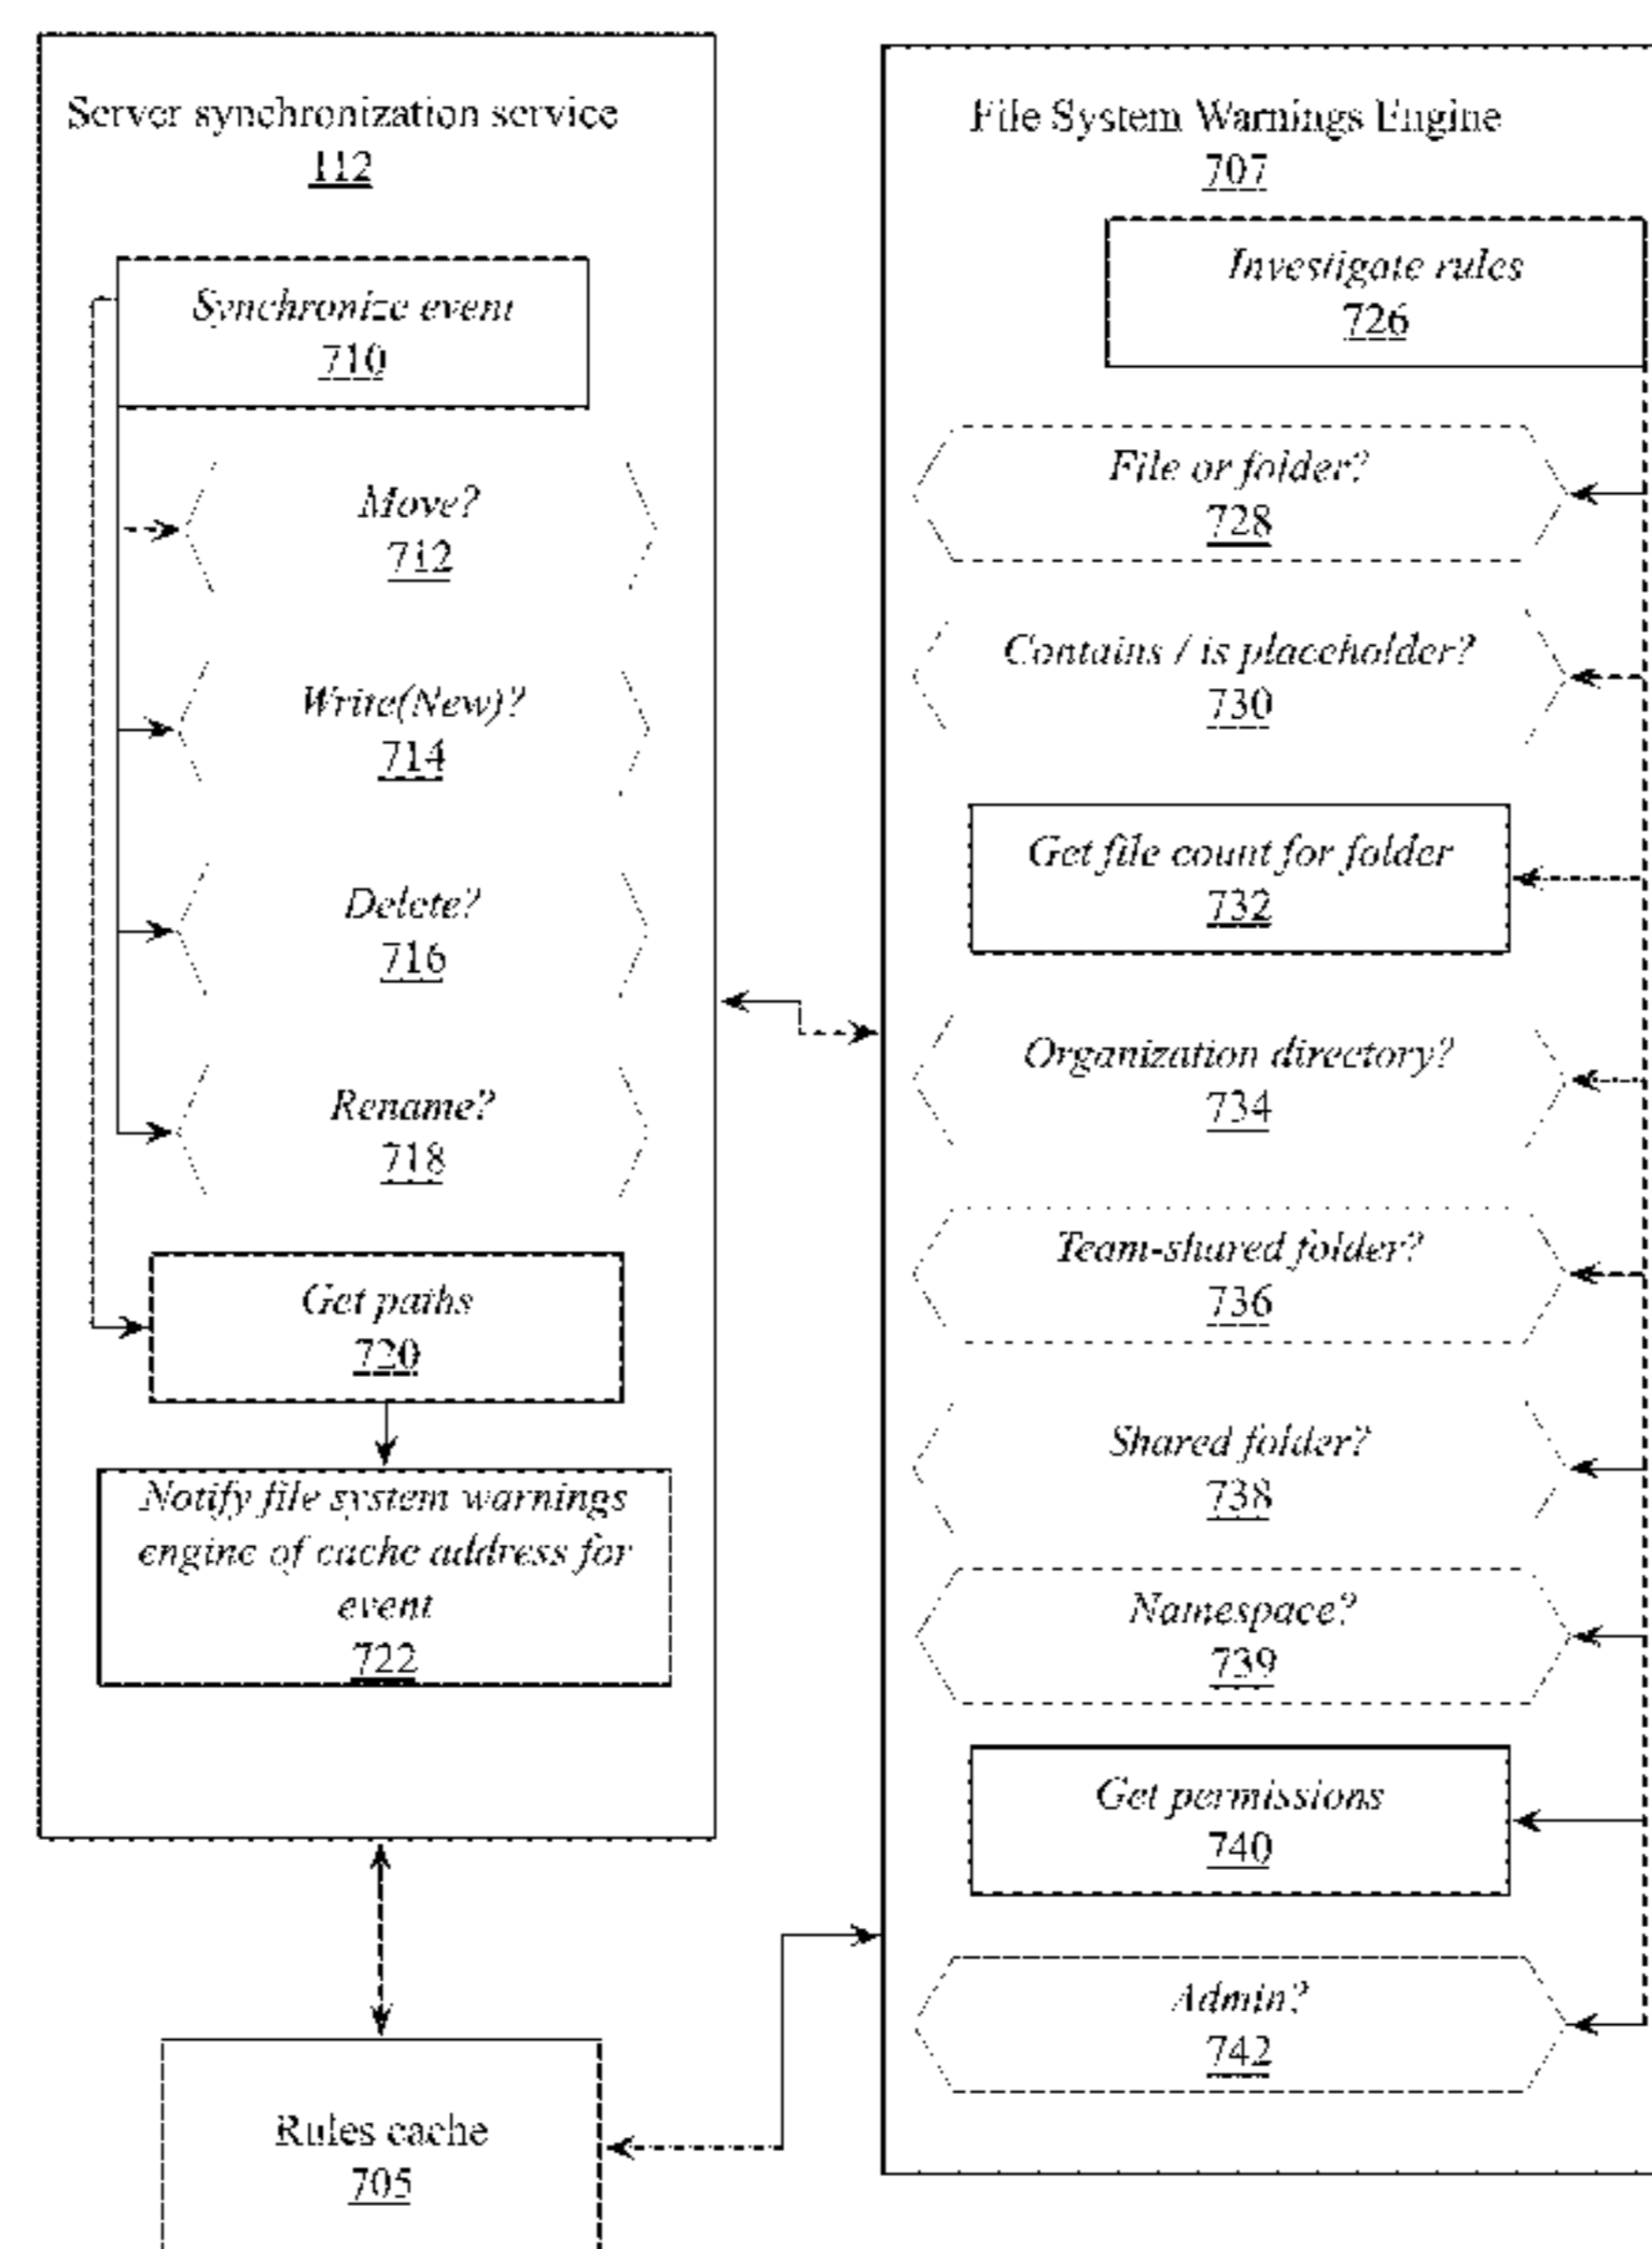 Server synchronization service
112
Synchronize event
710
Move?
712
Write(New)?
714
Delete?
716
Rename?
718
Get paths
720
Notify file system warnings
engine of cache address for
event
722
Rules cache
705
File System Warnings Engine
707
Investigate rules
726
File or folder?
728
Contains / is placeholder?
730
Get file count for folder
732
Organization directory?
734
Team-shared folder?
736
Shared folder?
738
Namespace?
739
Get permissions
740
Admin?
742